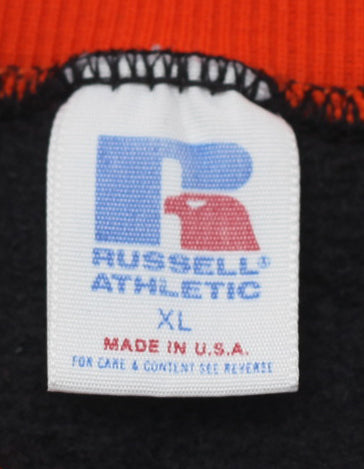 RUSSELL®
ATHLETIC
XL
MADE IN U.S.A.
FOR CARE & CONTENT SEE REVERSE